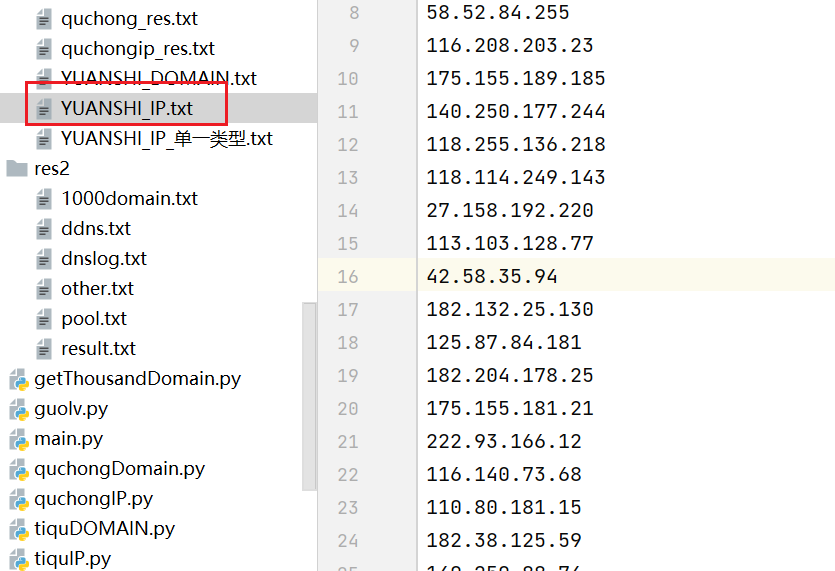 quchong_res.txt
quchongip_res.txt
YUANSHI_DOMAIN.txt
YUANSHI_IP.txt
YUANSHI_IP_单一类型.txt
res2
1000domain.txt
ddns.txt
dnslog.txt
other.txt
pool.txt
result.txt
getThousandDomain.py
guolv.py
main.py
quchongDomain.py
quchongIP.py
tiquDOMAIN.py
tiquIP.py
8 58.52.84.255
9 116.208.203.23
10 175.155.189.185
11 140.250.177.244
12 118.255.136.218
13 118.114.249.143
14 27.158.192.220
15 113.103.128.77
16 42.58.35.94
17 182.132.25.130
18 125.87.84.181
19 182.204.178.25
20 175.155.181.21
21 222.93.166.12
22 116.140.73.68
23 110.80.181.15
24 182.38.125.59